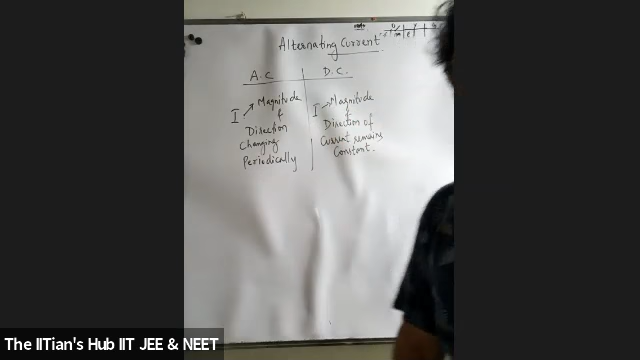 Alternating Current
A.C
D.C.
I → Magnitude
&
Direction
Changing
Periodically
I → Magnitude
&
Direction of
Current remains
Constant.
The IITian's Hub IIT JEE & NEET